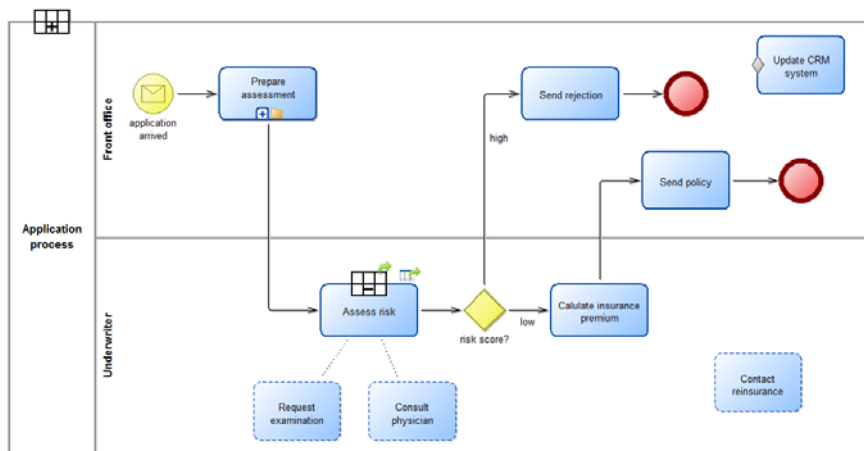 Application
process
Front office
Underwriter
application
arrived
Prepare
assessment
Send rejection
Update CRM
system
high
Send policy
Assess risk
risk score?
low
Calulate insurance
premium
Request
examination
Consult
physician
Contact
reinsurance